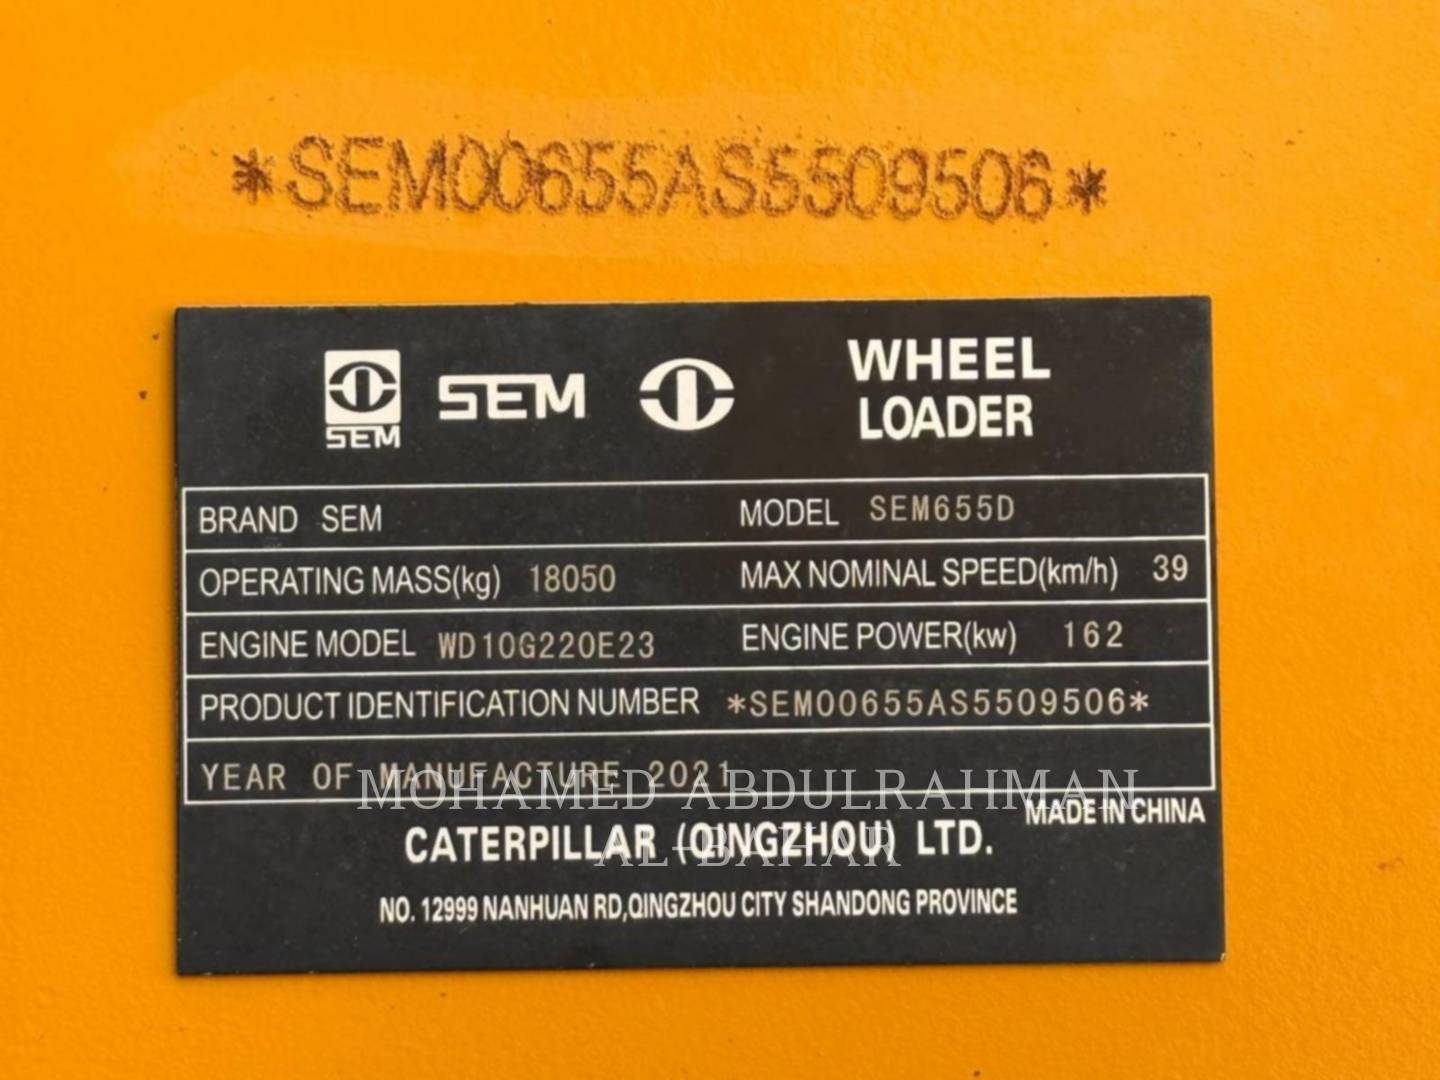 *SEM00655AS5509506*
SEM
SEM
WHEEL
LOADER
BRAND SEM
MODEL SEM655D
OPERATING MASS(kg) 18050
MAX NOMINAL SPEED(km/h) 39
ENGINE MODEL WD10G220E23
ENGINE POWER(kw) 162
PRODUCT IDENTIFICATION NUMBER *SEM00655AS5509506*
YEAR OF MANUFACTURE 2021
MOHAMED ABDULRAHMAN
AL-BAHAR
MADE IN CHINA
CATERPILLAR (QINGZHOU) LTD.
NO. 12999 NANHUAN RD,QINGZHOU CITY SHANDONG PROVINCE